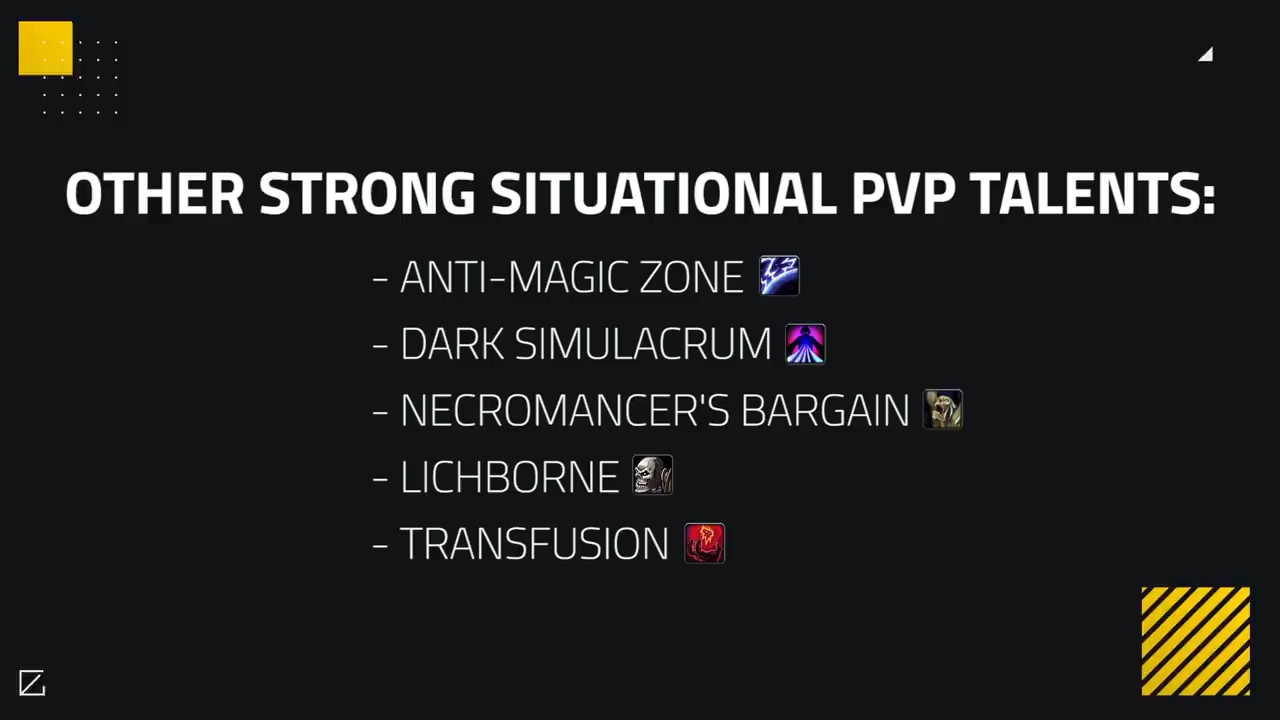 OTHER STRONG SITUATIONAL PVP TALENTS:
- ANTI-MAGIC ZONE
- DARK SIMULACRUM
- NECROMANCER'S BARGAIN
- LICHBORNE
- TRANSFUSION